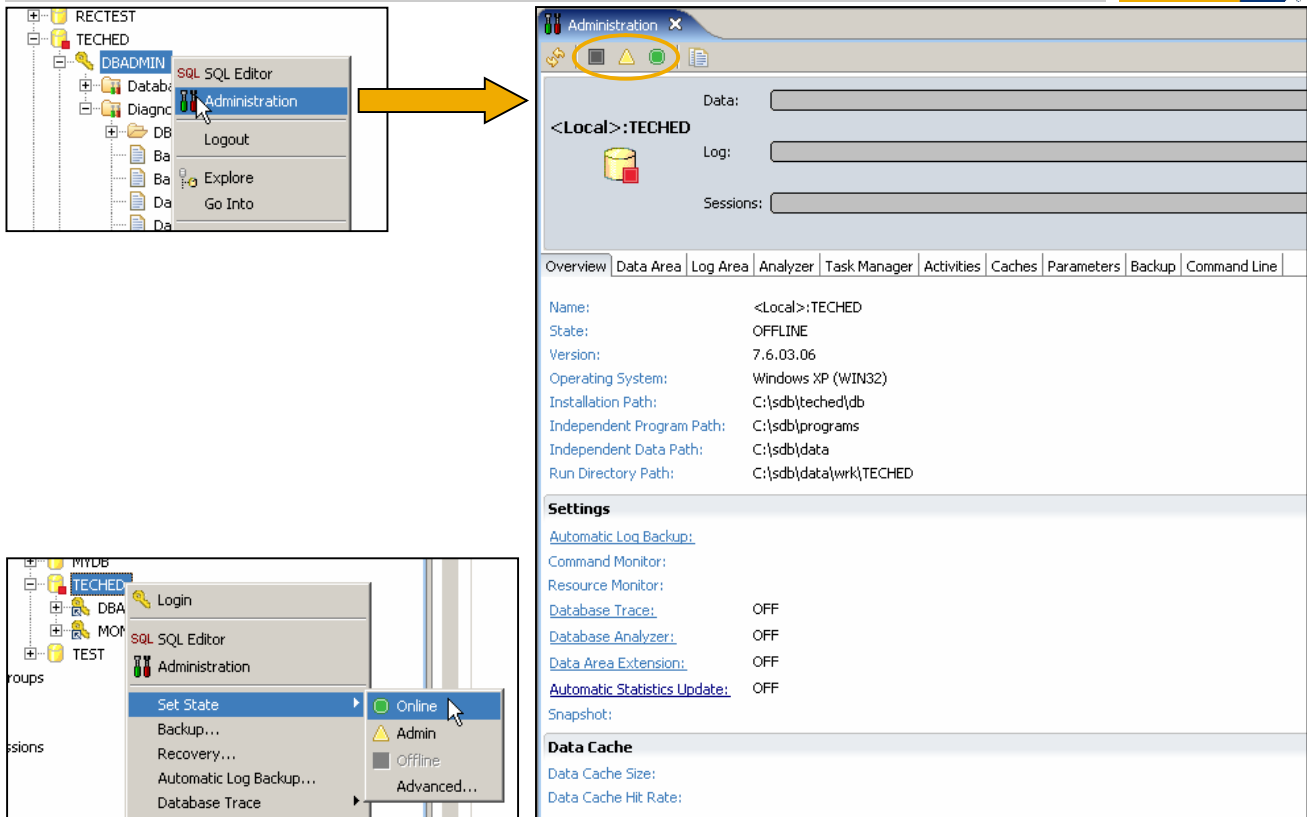 RECTEST
TECHED
DBADMIN
SQL SQL Editor
Administration
Logout
Explore
Go Into
Administration
Data:
<Local>:TECHED
Log:
Sessions:
Overview Data Area Log Area Analyzer Task Manager Activities Caches Parameters Backup Command Line
Name: <Local>:TECHED
State: OFFLINE
Version: 7.6.03.06
Operating System: Windows XP (WIN32)
Installation Path: C:\sdb\teched\db
Independent Program Path: C:\sdb\programs
Independent Data Path: C:\sdb\data
Run Directory Path: C:\sdb\data\wrk\TECHED
Settings
Automatic Log Backup:
Command Monitor:
Resource Monitor:
Database Trace: OFF
Database Analyzer: OFF
Data Area Extension: OFF
Automatic Statistics Update: OFF
Snapshot:
Data Cache
Data Cache Size:
Data Cache Hit Rate:
MYDB
TECHED
TEST
Login
SQL SQL Editor
Administration
Set State
Backup...
Recovery...
Automatic Log Backup...
Database Trace
Online
Admin
Offline
Advanced...